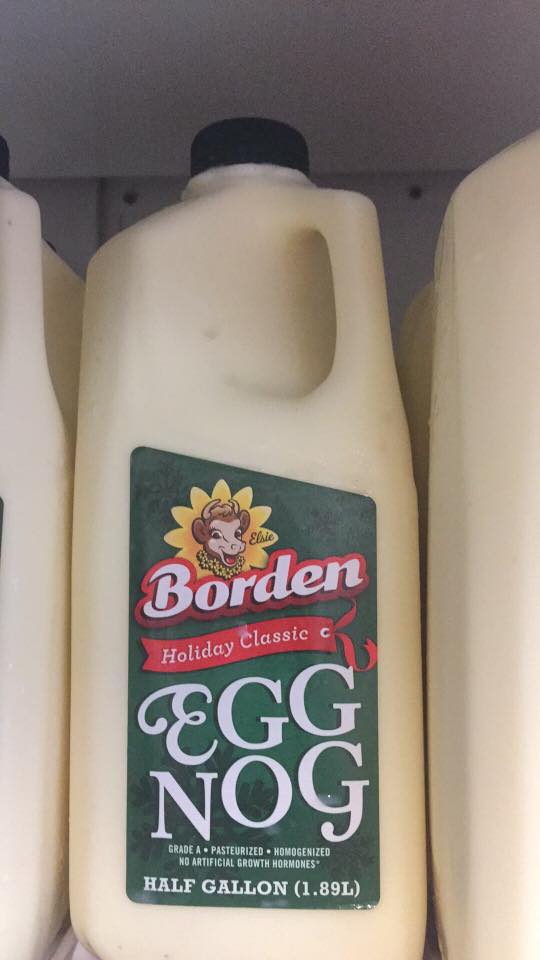 Elsie
Borden
Holiday Classic
EGG
NOG
GRADE A • PASTEURIZED • HOMOGENIZED
NO ARTIFICIAL GROWTH HORMONES*
HALF GALLON (1.89L)